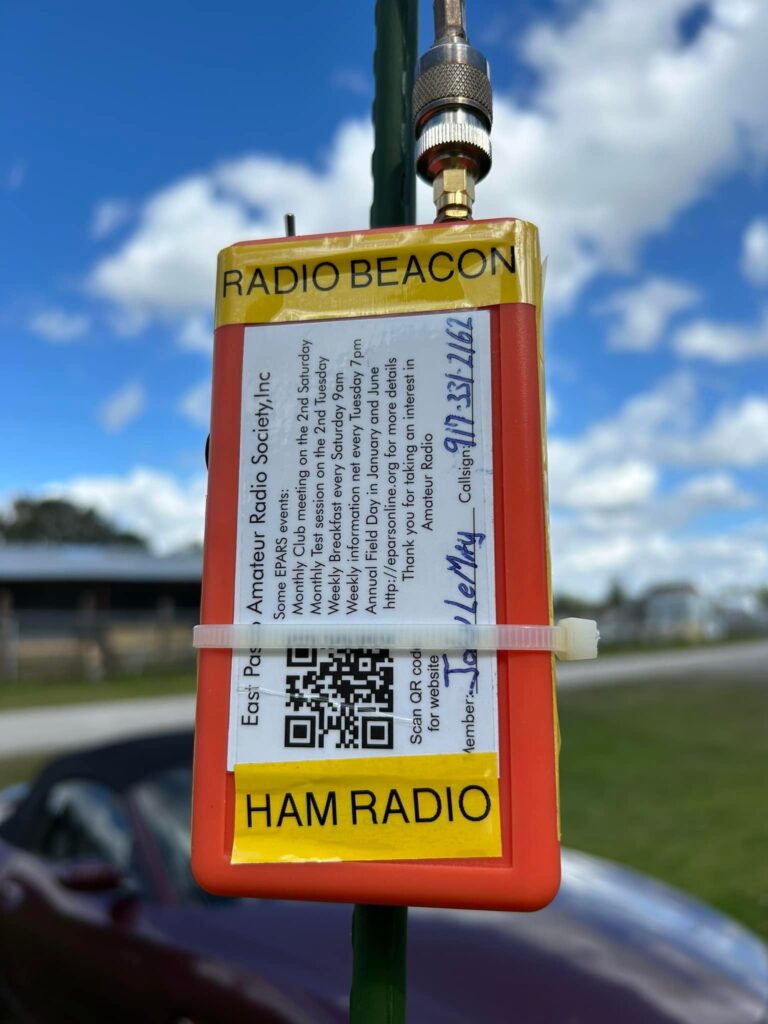 RADIO BEACON
East Pasco Amateur Radio Society,Inc
Some EPARS events:
Monthly Club meeting on the 2nd Saturday
Monthly Test session on the 2nd Tuesday
Weekly Breakfast every Saturday 9am
Weekly information net every Tuesday 7pm
Annual Field Day in January and June
http://eparsonline.org for more details
Thank you for taking an interest in
Amateur Radio
Scan QR code
for website
Member: LeMay Callsign: 917-331-2162
HAM RADIO